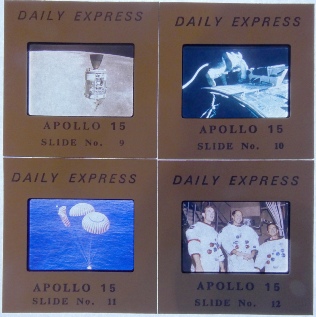 DAILY EXPRESS
APOLLO 15
SLIDE No. 9
DAILY EXPRESS
APOLLO 15
SLIDE No. 10
DAILY EXPRESS
APOLLO 15
SLIDE No. 11
DAILY EXPRESS
APOLLO 15
SLIDE No. 12